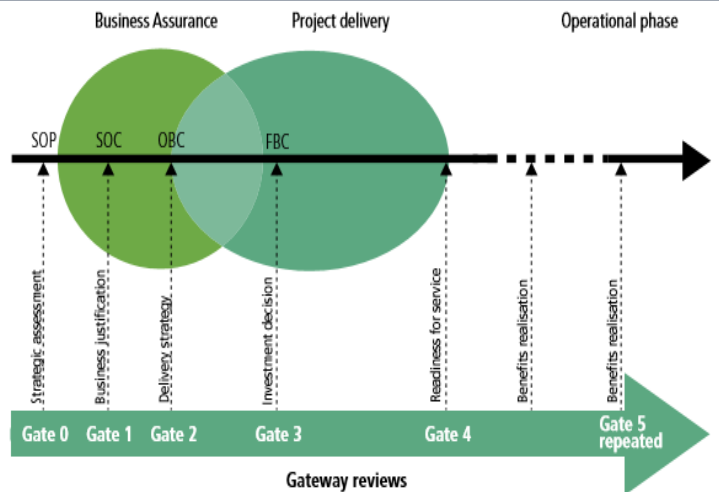 Business Assurance
Project delivery
Operational phase
SOP
SOC
OBC
FBC
Strategic assessment
Business justification
Delivery strategy
Investment decision
Readiness for service
Benefits realisation
Benefits realisation
Gate 0
Gate 1
Gate 2
Gate 3
Gate 4
Gate 5
repeated
Gateway reviews